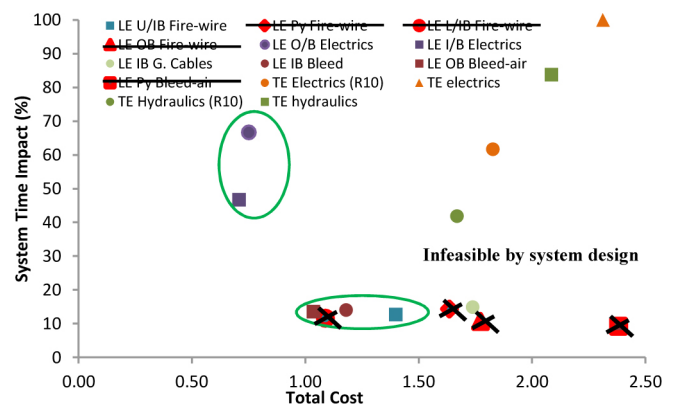 100
90
80
70
60
50
40
30
20
10
0
System Time Impact (%)
LE U/IB Fire-wire
LE Py Fire-wire
LE L/IB Fire-wire
LE OB Fire-wire
LE O/B Electrics
LE I/B Electrics
LE IB G. Cables
LE IB Bleed
LE OB Bleed-air
LE Py Bleed-air
TE Electrics (R10)
TE electrics
TE Hydraulics (R10)
TE hydraulics
Infeasible by system design
0.00 0.50 1.00 1.50 2.00 2.50
Total Cost